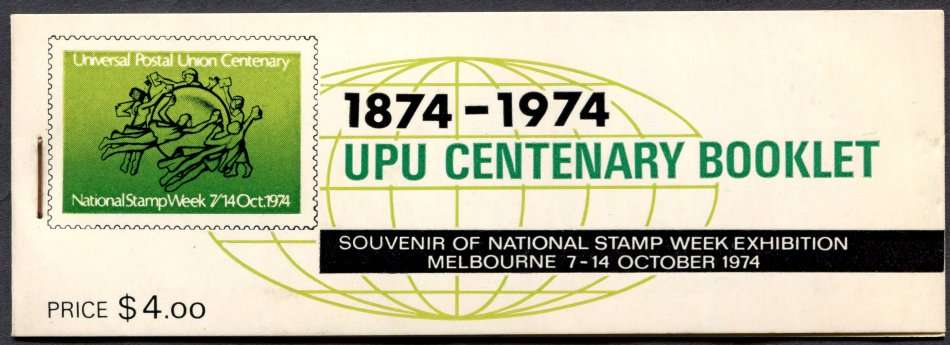 Universal Postal Union Centenary
National Stamp Week 7/14 Oct.1974
1874-1974
UPU CENTENARY BOOKLET
SOUVENIR OF NATIONAL STAMP WEEK EXHIBITION
MELBOURNE 7-14 OCTOBER 1974
PRICE $4.00